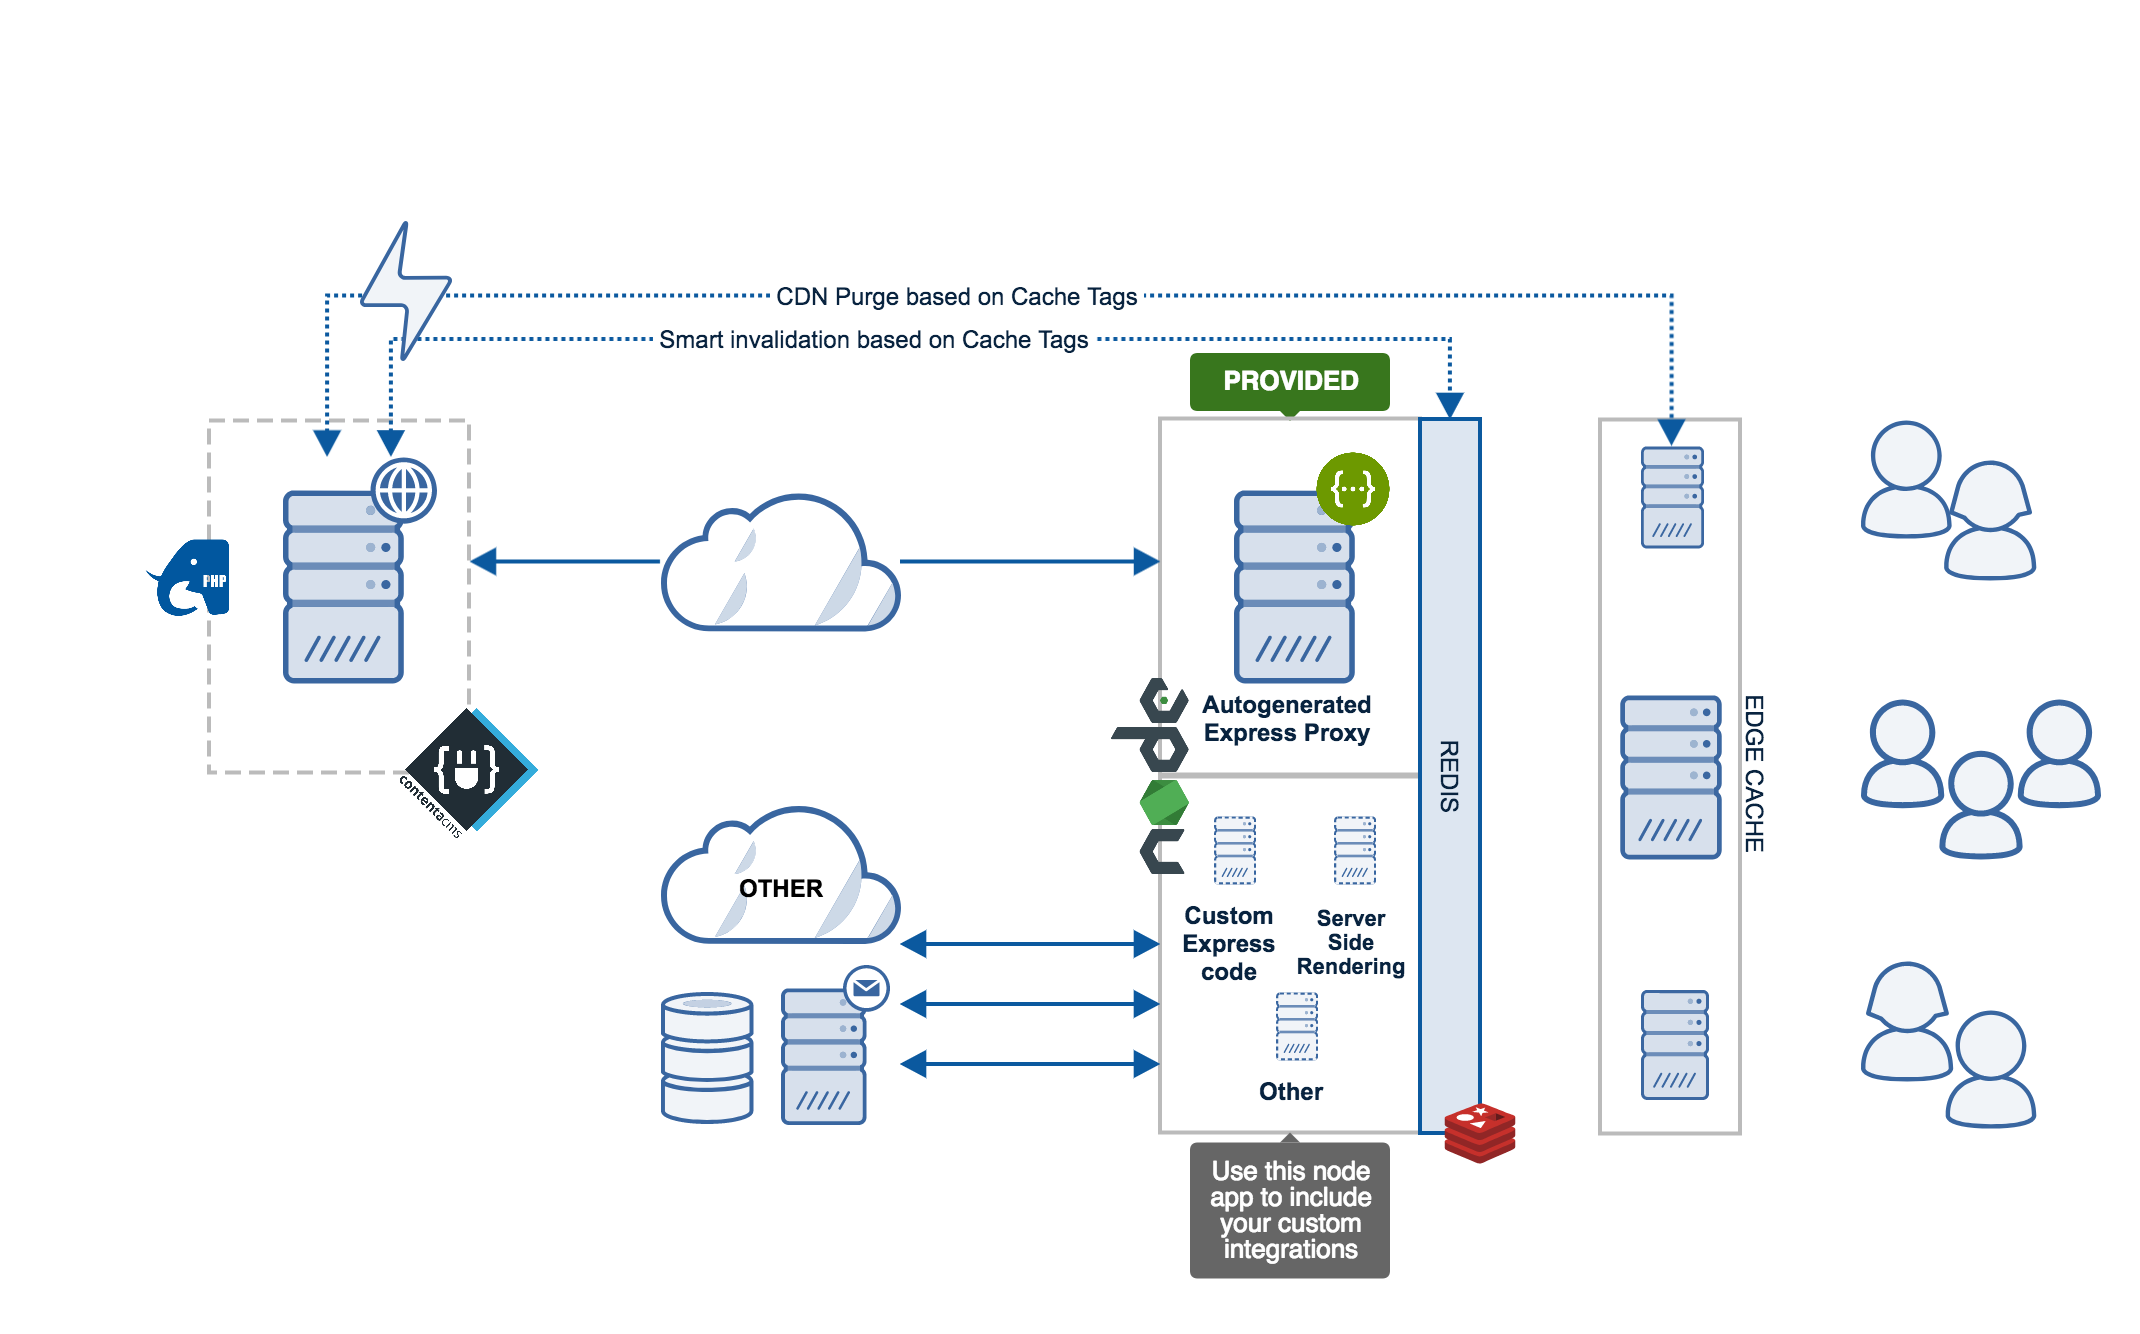 CDN Purge based on Cache Tags
Smart invalidation based on Cache Tags
PROVIDED
PHP
contentacms
Autogenerated
Express Proxy
REDIS
EDGE CACHE
OTHER
Custom
Express
code
Server
Side
Rendering
Other
Use this node
app to include
your custom
integrations